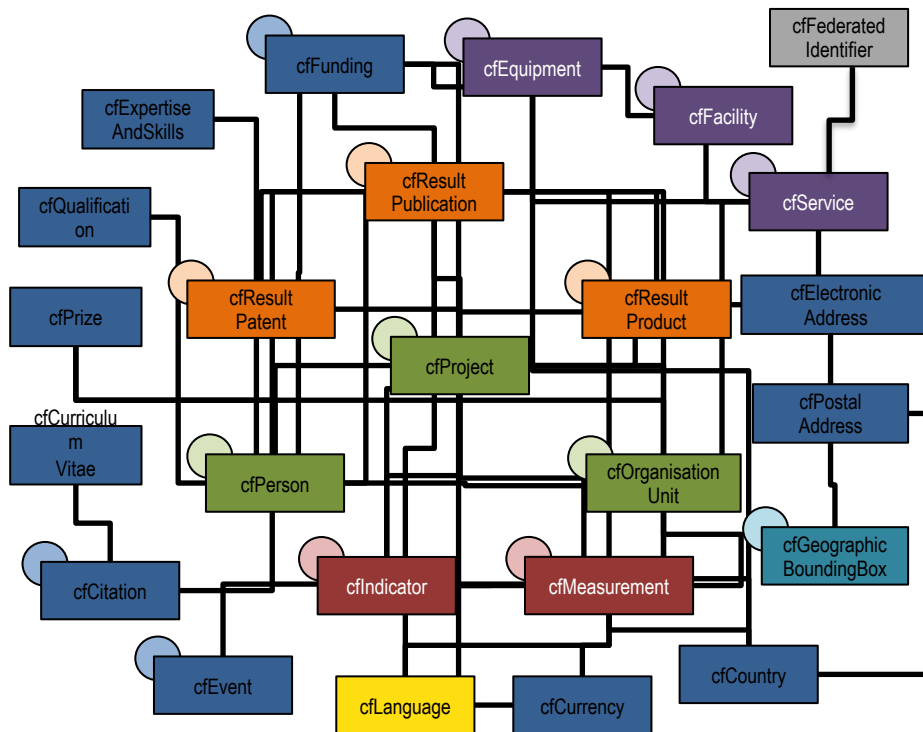 cfFederated
Identifier
cfFunding
cfEquipment
cfExpertise
AndSkills
cfFacility
cfResult
Publication
cfQualificati
on
cfService
cfResult
Patent
cfResult
Product
cfElectronic
Address
cfPrize
cfProject
cfPostal
Address
cfCurriculu
m
Vitae
cfPerson
cfOrganisation
Unit
cfGeographic
BoundingBox
cfCitation
cfIndicator
cfMeasurement
cfEvent
cfCountry
cfLanguage
cfCurrency